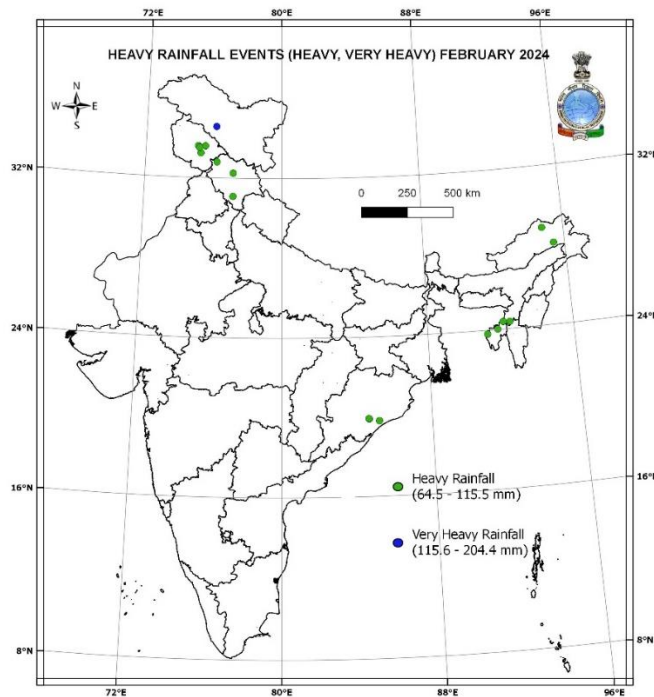 72°E 80°E 88°E 96°E
HEAVY RAINFALL EVENTS (HEAVY, VERY HEAVY) FEBRUARY 2024
N
W E
S
32°N 32°N
0 250 500 km
24°N 24°N
16°N 16°N
Heavy Rainfall
(64.5 - 115.5 mm)
Very Heavy Rainfall
(115.6 - 204.4 mm)
8°N 8°N
72°E 80°E 88°E 96°E